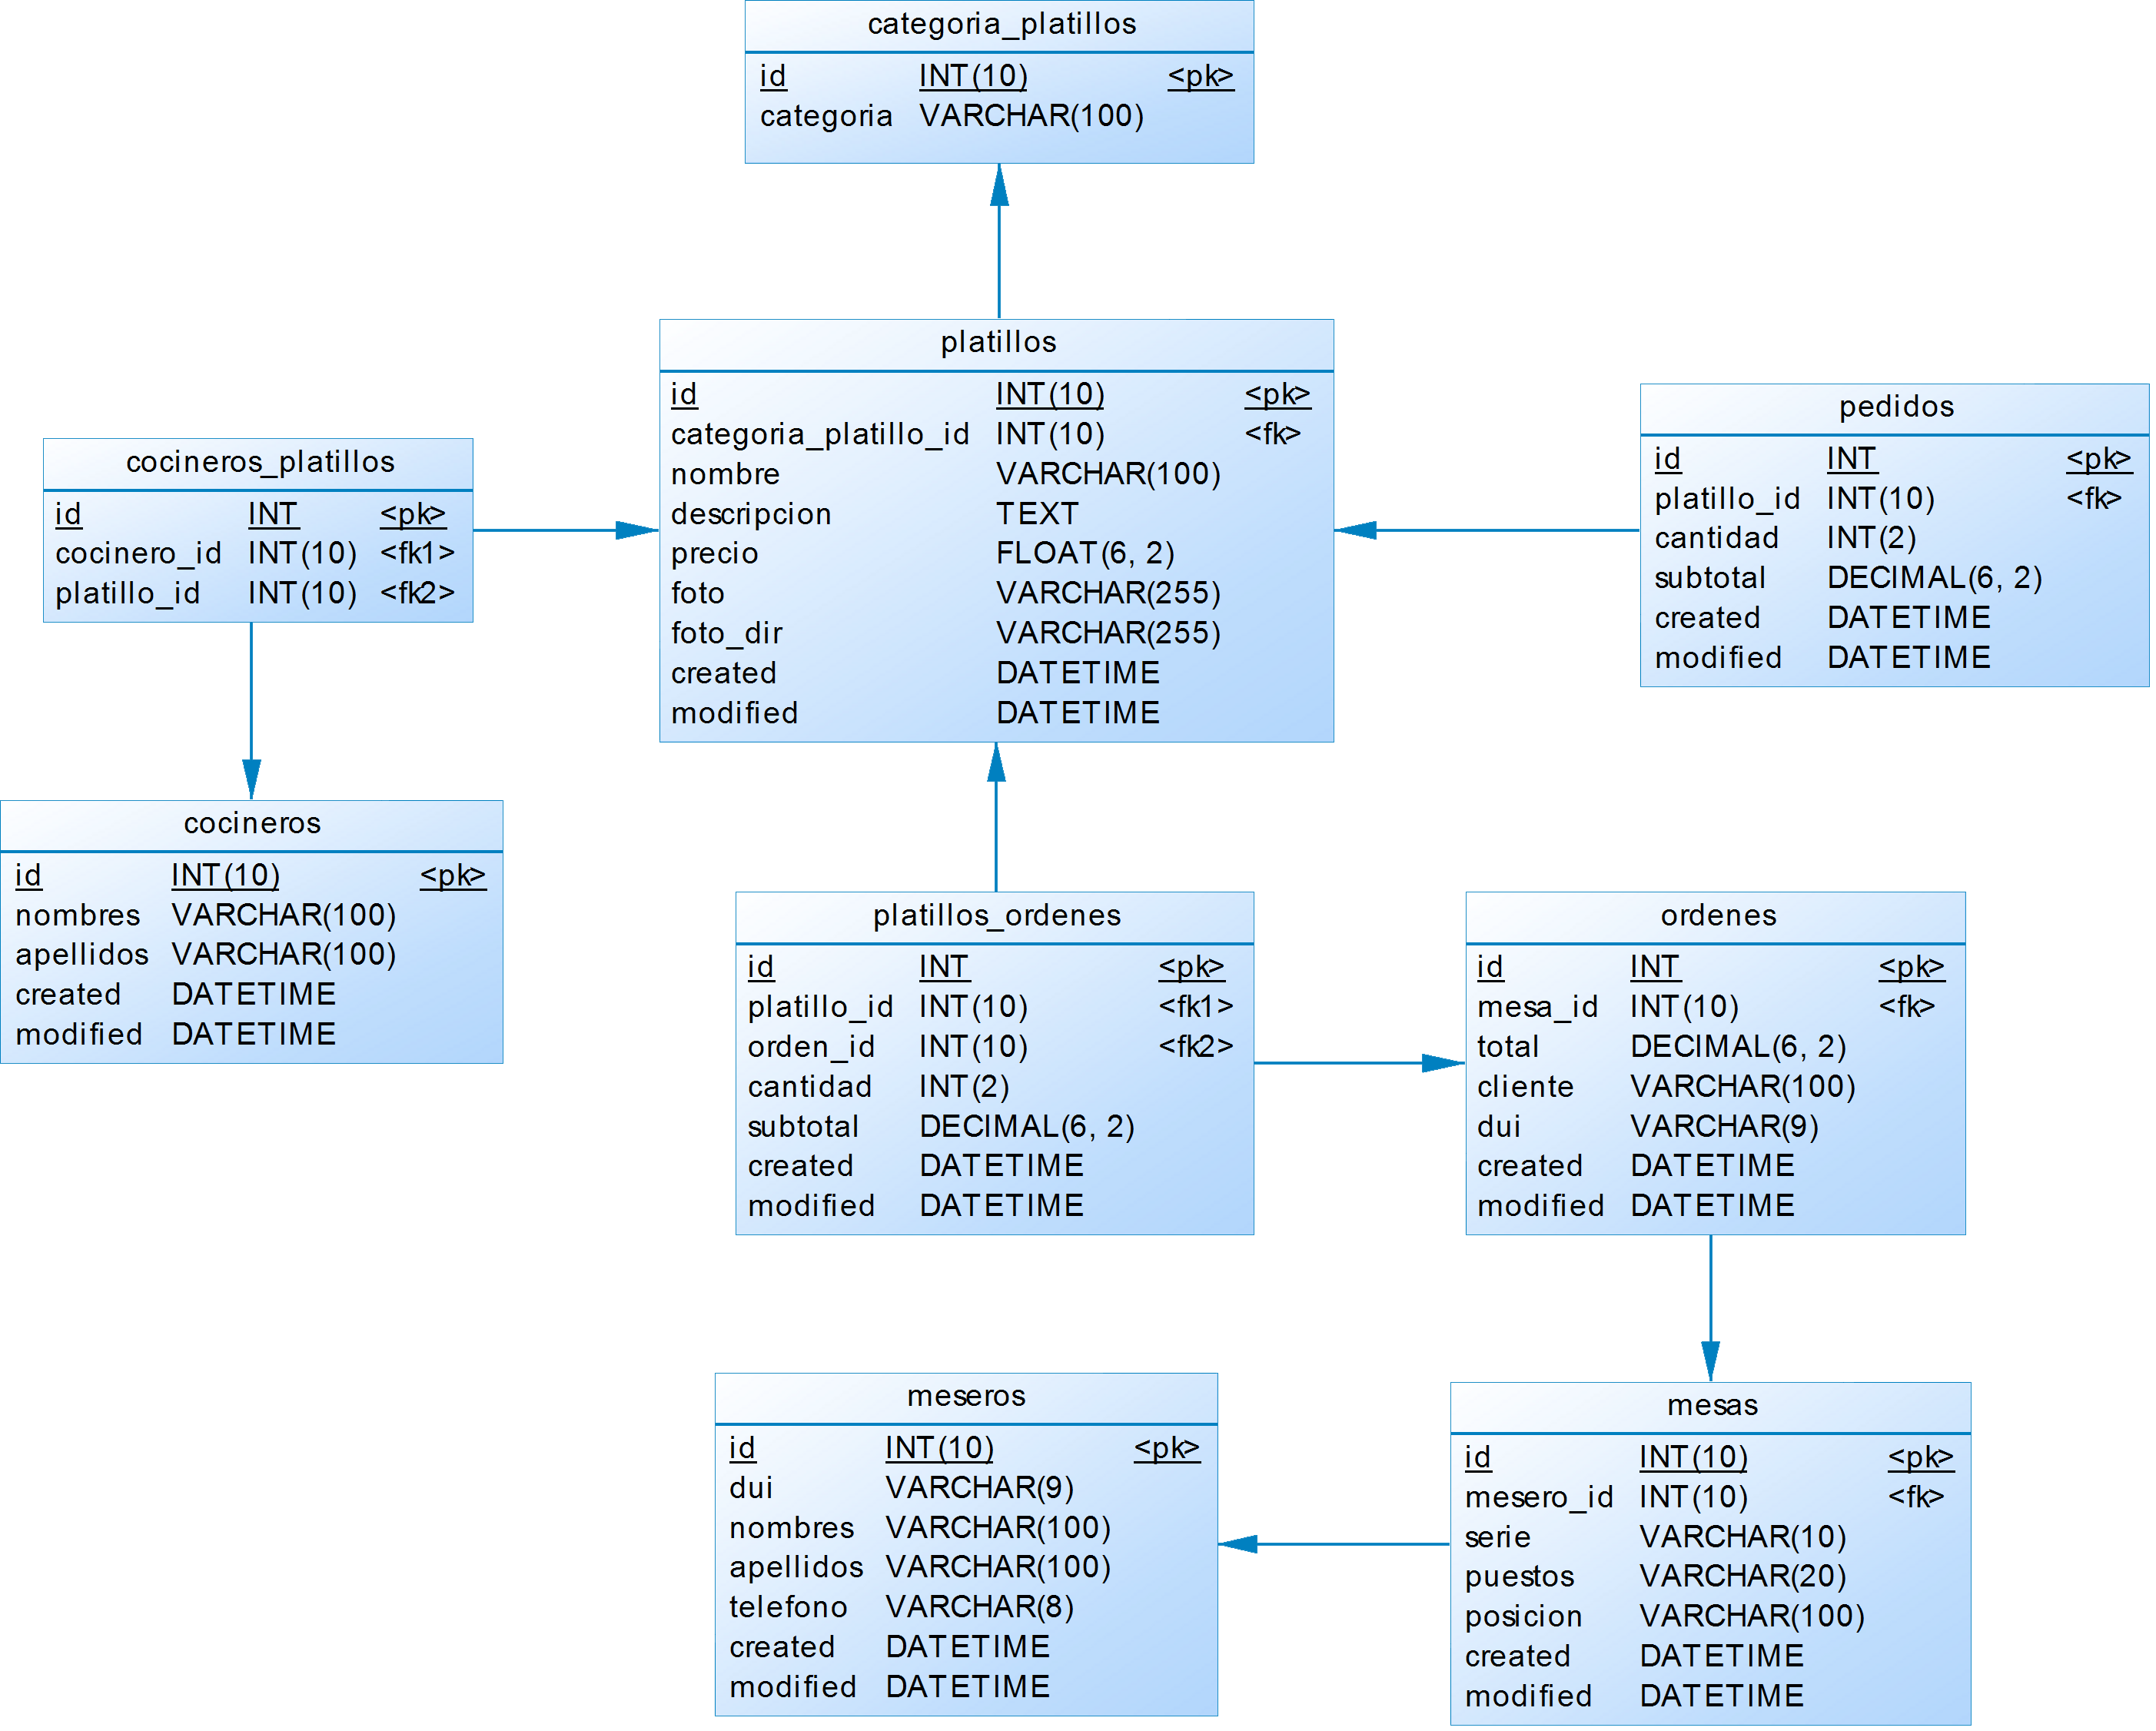 categoria_platillos
id INT(10) <pk>
categoria VARCHAR(100)
platillos
id INT(10) <pk>
categoria_platillo_id INT(10) <fk>
nombre VARCHAR(100)
descripcion TEXT
precio FLOAT(6, 2)
foto VARCHAR(255)
foto_dir VARCHAR(255)
created DATETIME
modified DATETIME
pedidos
id INT <pk>
platillo_id INT(10) <fk>
cantidad INT(2)
subtotal DECIMAL(6, 2)
created DATETIME
modified DATETIME
cocineros_platillos
id INT <pk>
cocinero_id INT(10) <fk1>
platillo_id INT(10) <fk2>
cocineros
id INT(10) <pk>
nombres VARCHAR(100)
apellidos VARCHAR(100)
created DATETIME
modified DATETIME
platillos_ordenes
id INT <pk>
platillo_id INT(10) <fk1>
orden_id INT(10) <fk2>
cantidad INT(2)
subtotal DECIMAL(6, 2)
created DATETIME
modified DATETIME
ordenes
id INT <pk>
mesa_id INT(10) <fk>
total DECIMAL(6, 2)
cliente VARCHAR(100)
dui VARCHAR(9)
created DATETIME
modified DATETIME
meseros
id INT(10) <pk>
dui VARCHAR(9)
nombres VARCHAR(100)
apellidos VARCHAR(100)
telefono VARCHAR(8)
created DATETIME
modified DATETIME
mesas
id INT(10) <pk>
mesero_id INT(10) <fk>
serie VARCHAR(10)
puestos VARCHAR(20)
posicion VARCHAR(100)
created DATETIME
modified DATETIME